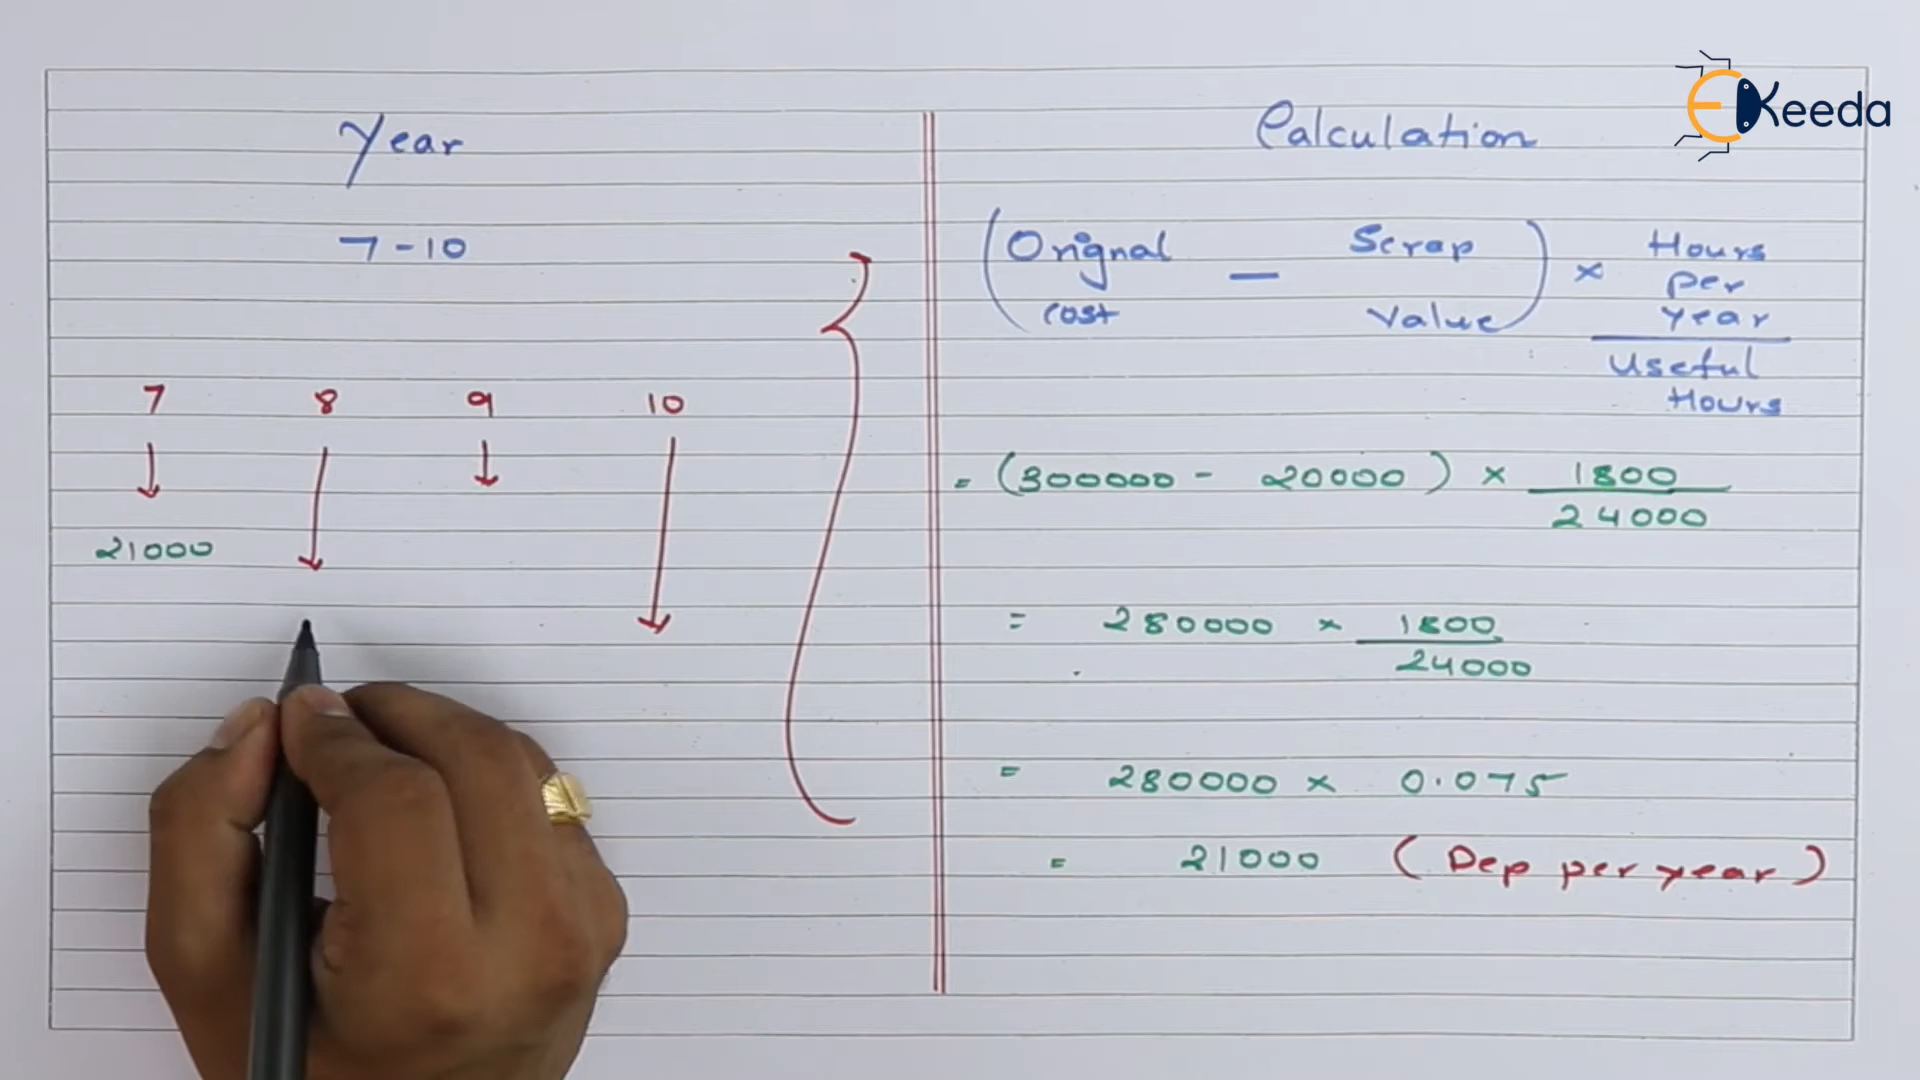 EKeeda
Year
7-10
7 8 9 10
21000
Calculation
(Orignal cost — Scrap Value) × Hours per year
Useful Hours
= (300000 - 20000) × 1800
24000
= 280000 × 1800
24000
= 280000 × 0.075
= 21000 (Dep per year)